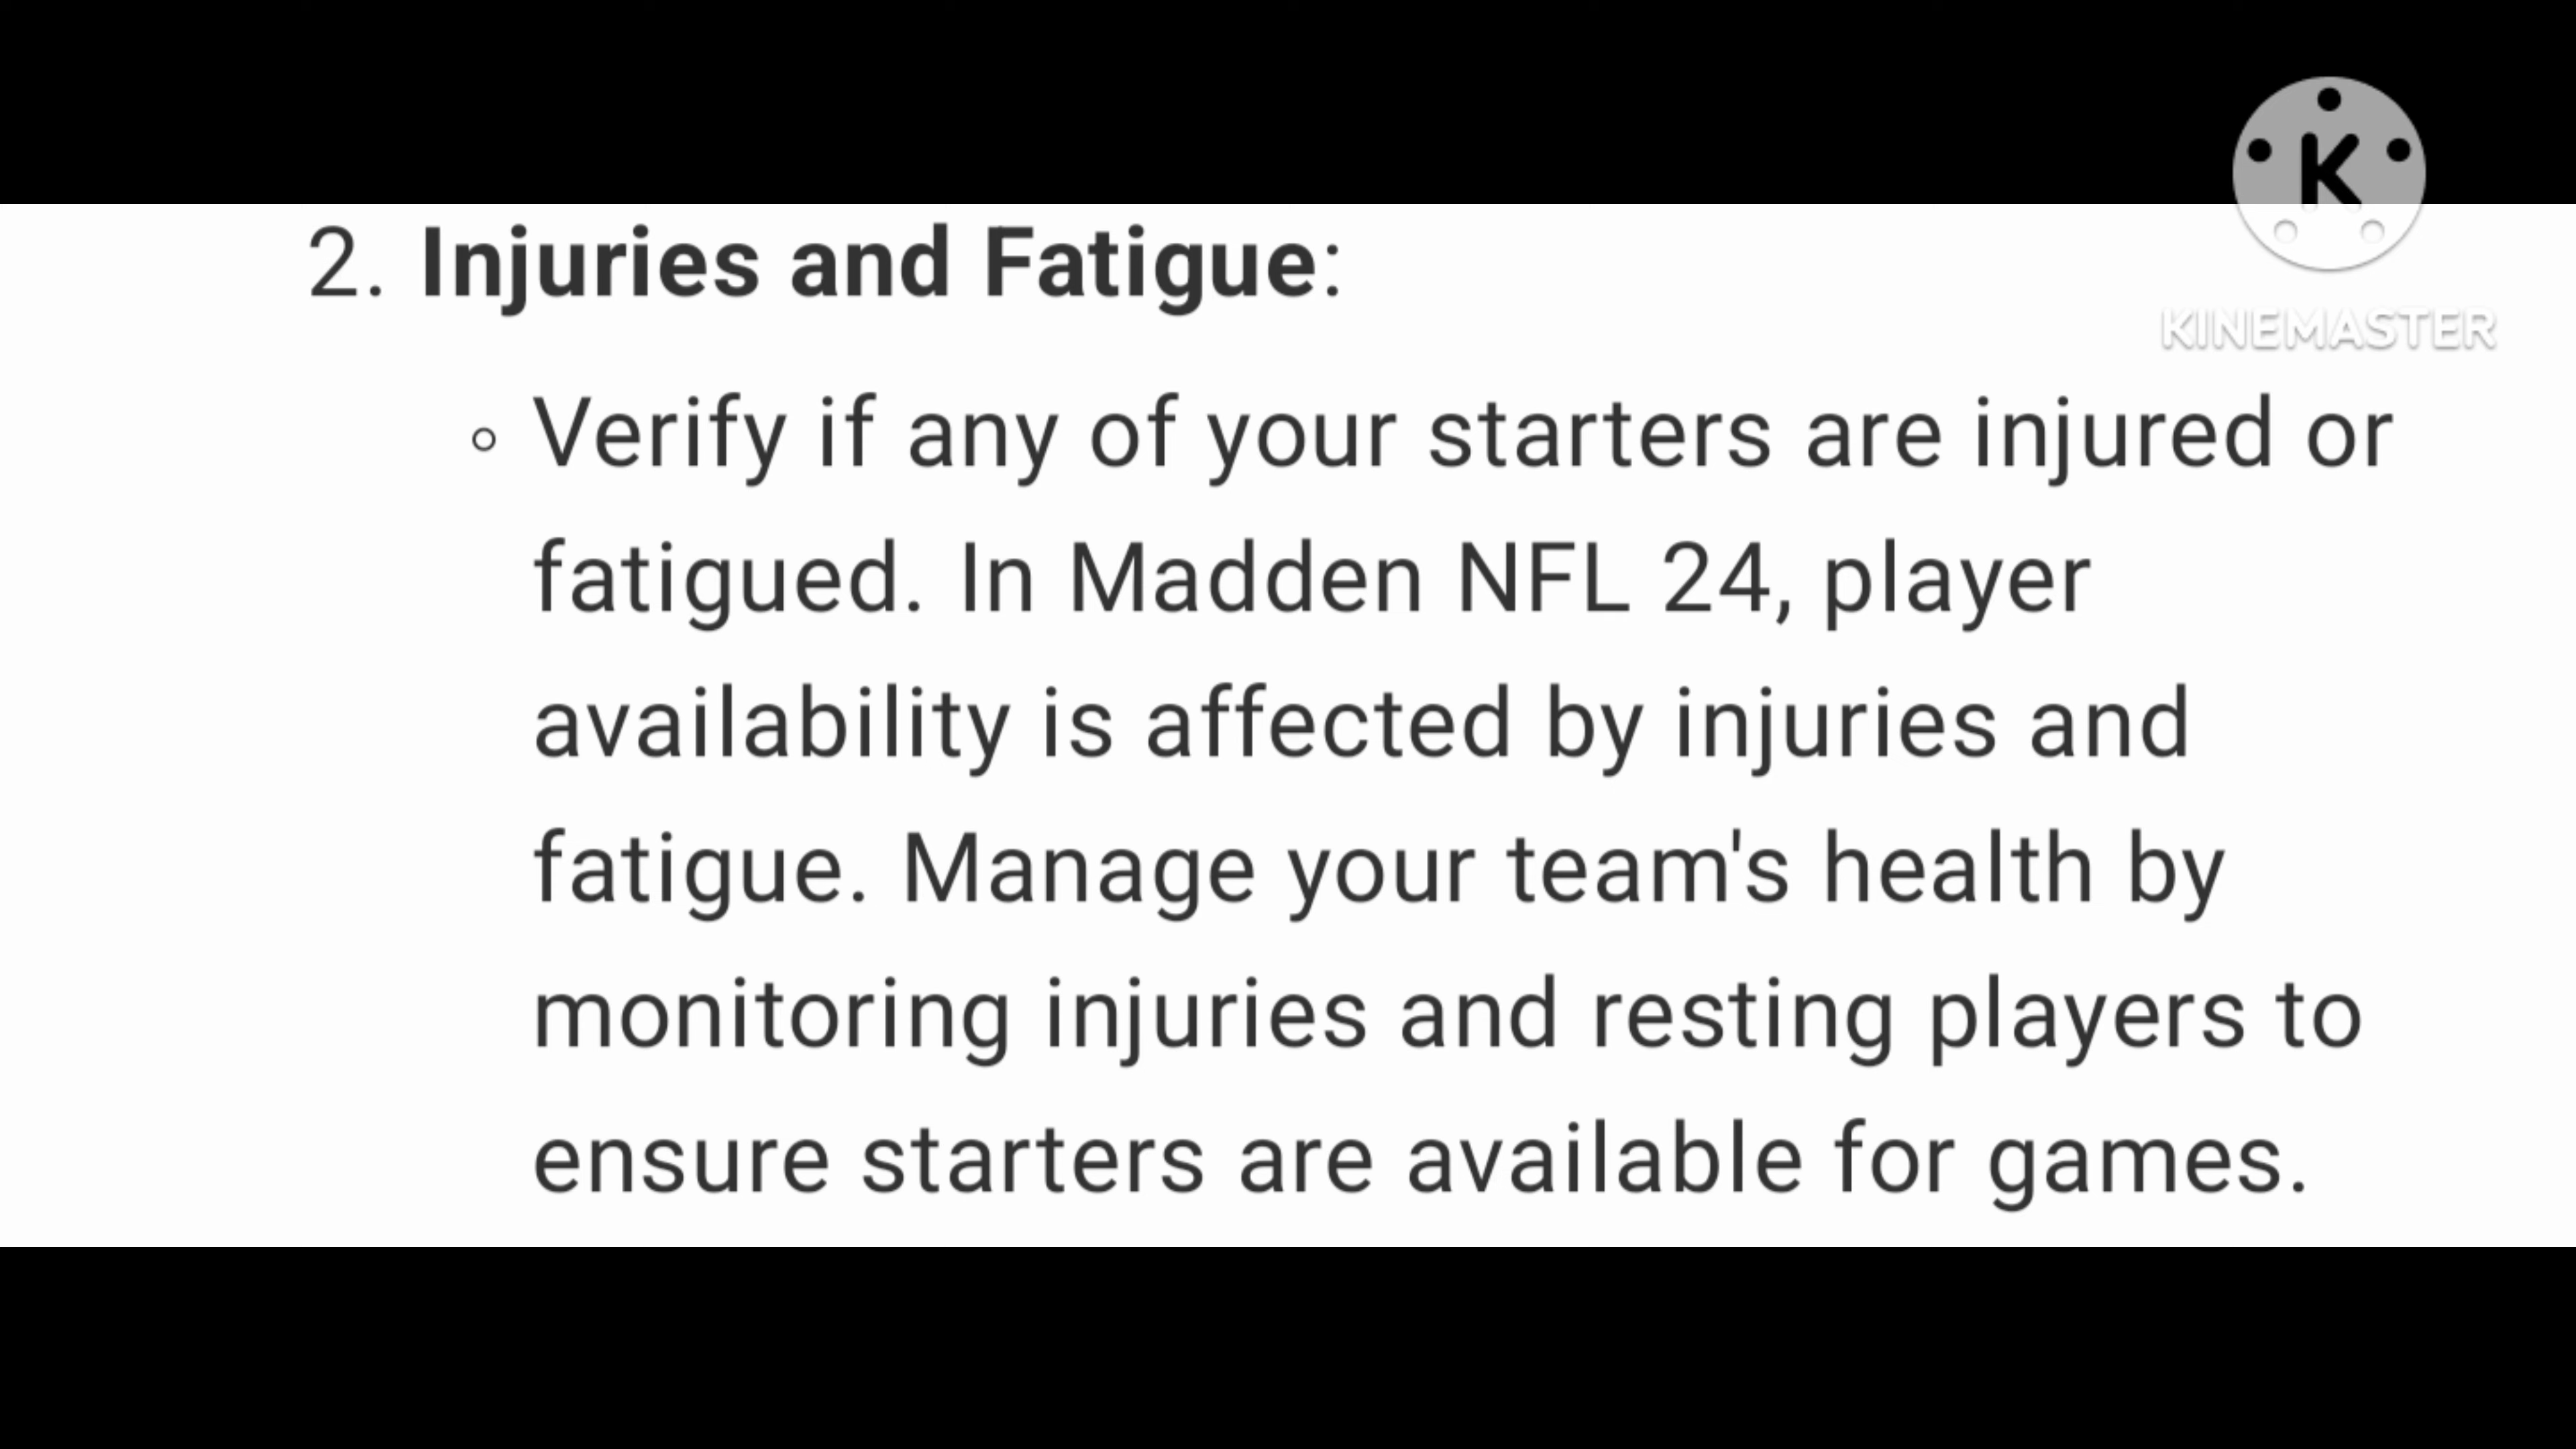 K
KINEMASTER
2. Injuries and Fatigue:
◦ Verify if any of your starters are injured or
fatigued. In Madden NFL 24, player
availability is affected by injuries and
fatigue. Manage your team's health by
monitoring injuries and resting players to
ensure starters are available for games.